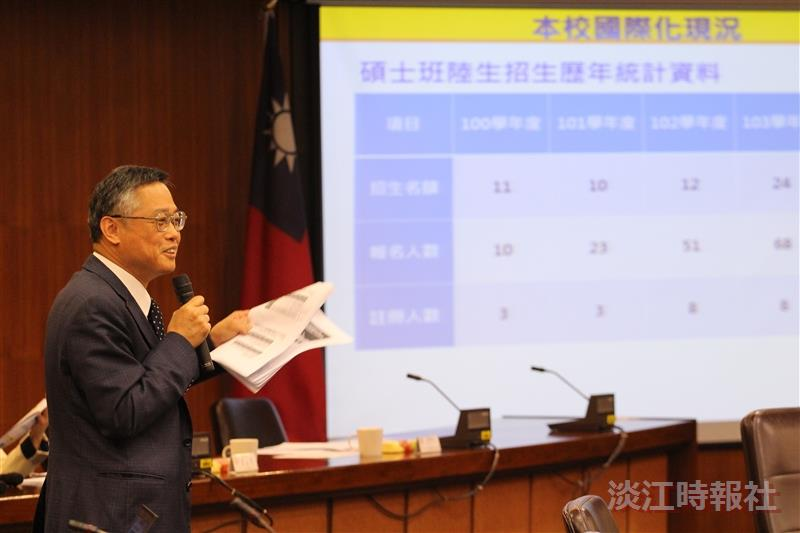 本校國際化現況
碩士班陸生招生歷年統計資料
項目 100學年度 101學年度 102學年度 103學年
招生名額 11 10 12 24
報名人數 10 23 51 68
註冊人數 3 3 8 8
淡江時報社